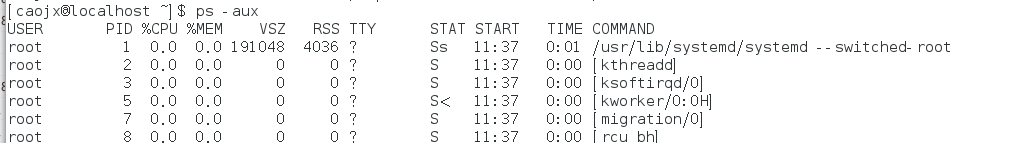 [caojx@localhost ~]$ ps -aux
USER PID %CPU %MEM VSZ RSS TTY STAT START TIME COMMAND
root 1 0.0 0.0 191048 4036 ? Ss 11:37 0:01 /usr/lib/systemd/systemd --switched-root
root 2 0.0 0.0 0 0 ? S 11:37 0:00 [kthreadd]
root 3 0.0 0.0 0 0 ? S 11:37 0:00 [ksoftirqd/0]
root 5 0.0 0.0 0 0 ? S< 11:37 0:00 [kworker/0:0H]
root 7 0.0 0.0 0 0 ? S 11:37 0:00 [migration/0]
root 8 0.0 0.0 0 0 ? S 11:37 0:00 [rcu_bh]